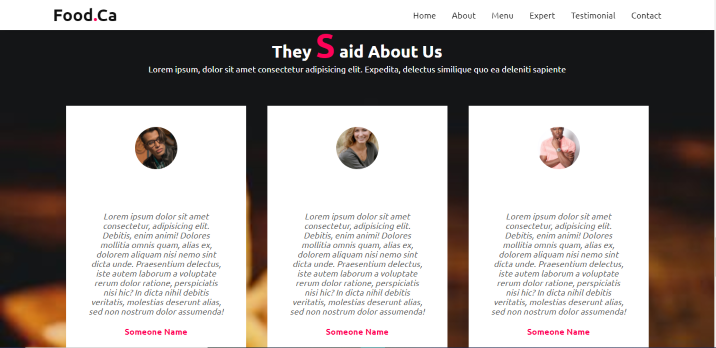 Food.Ca
Home About Menu Expert Testimonial Contact
They S aid About Us
Lorem ipsum, dolor sit amet consectetur adipisicing elit. Expedita, delectus similique quo ea deleniti sapiente
Lorem ipsum dolor sit amet
consectetur, adipisicing elit.
Debitis, enim animi! Dolores
mollitia omnis quam, alias ex,
dolorem aliquam nisi nemo sint
dicta unde. Praesentium delectus,
iste autem laborum a voluptate
rerum dolor ratione, perspiciatis
nisi hic? In dicta nihil debitis
veritatis, molestias deserunt alias,
sed non nostrum dolor assumenda!
Someone Name
Lorem ipsum dolor sit amet
consectetur, adipisicing elit.
Debitis, enim animi! Dolores
mollitia omnis quam, alias ex,
dolorem aliquam nisi nemo sint
dicta unde. Praesentium delectus,
iste autem laborum a voluptate
rerum dolor ratione, perspiciatis
nisi hic? In dicta nihil debitis
veritatis, molestias deserunt alias,
sed non nostrum dolor assumenda!
Someone Name
Lorem ipsum dolor sit amet
consectetur, adipisicing elit.
Debitis, enim animi! Dolores
mollitia omnis quam, alias ex,
dolorem aliquam nisi nemo sint
dicta unde. Praesentium delectus,
iste autem laborum a voluptate
rerum dolor ratione, perspiciatis
nisi hic? In dicta nihil debitis
veritatis, molestias deserunt alias,
sed non nostrum dolor assumenda!
Someone Name